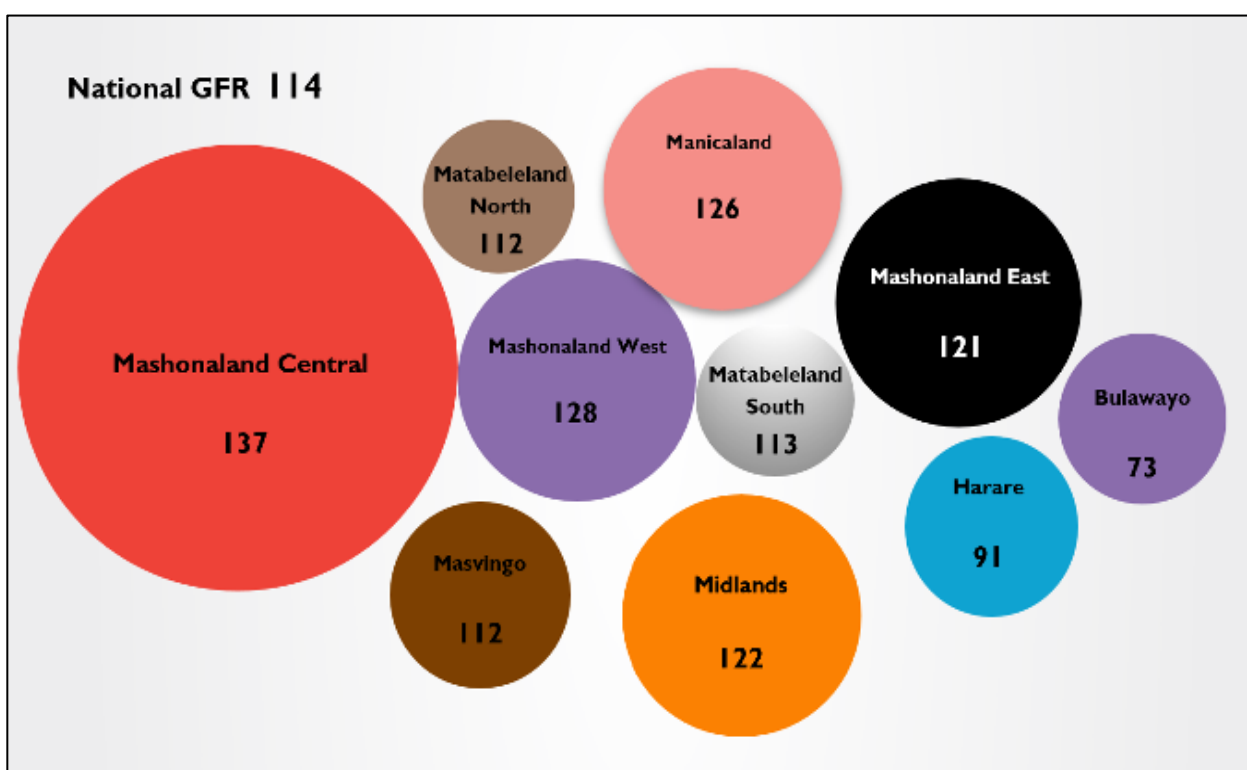 National GFR 114
Manicaland
126
Matabeleland
North
112
Mashonaland East
121
Mashonaland Central
137
Mashonaland West
128
Matabeleland
South
113
Bulawayo
73
Harare
91
Masvingo
112
Midlands
122